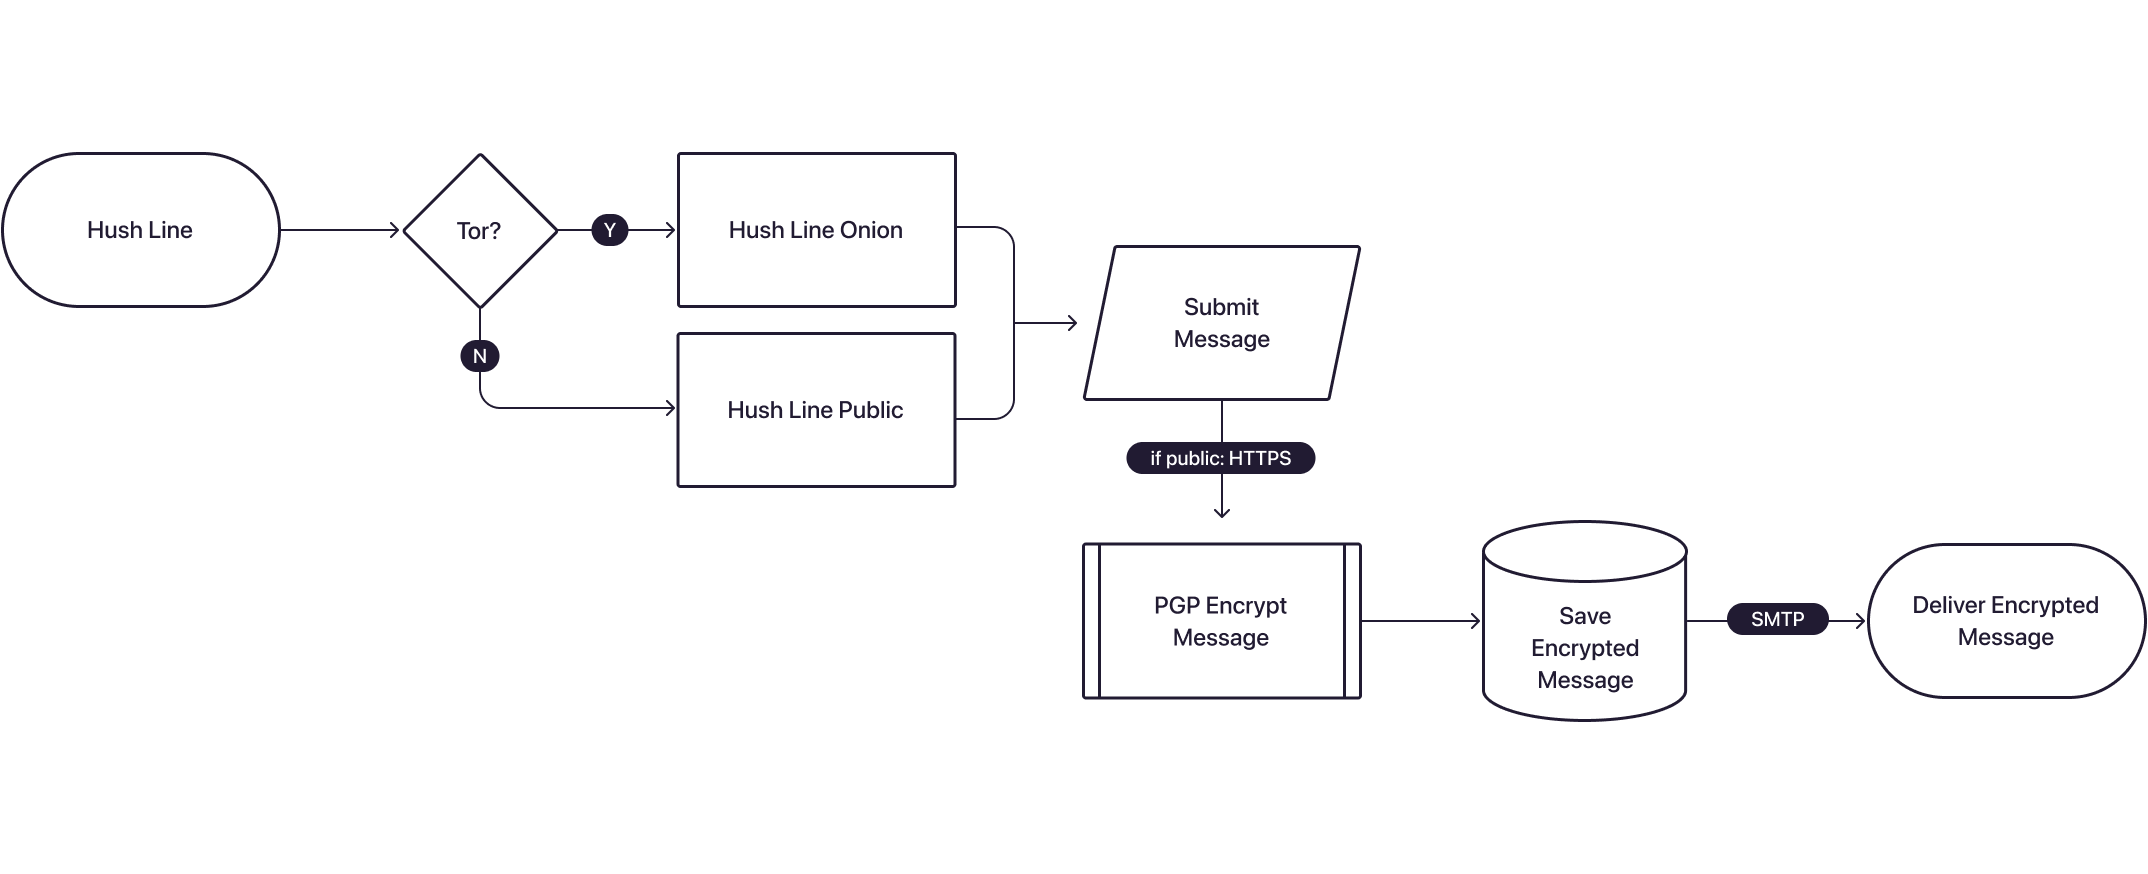 Hush Line
Tor?
Y
Hush Line Onion
N
Hush Line Public
Submit
Message
if public: HTTPS
PGP Encrypt
Message
Save
Encrypted
Message
SMTP
Deliver Encrypted
Message